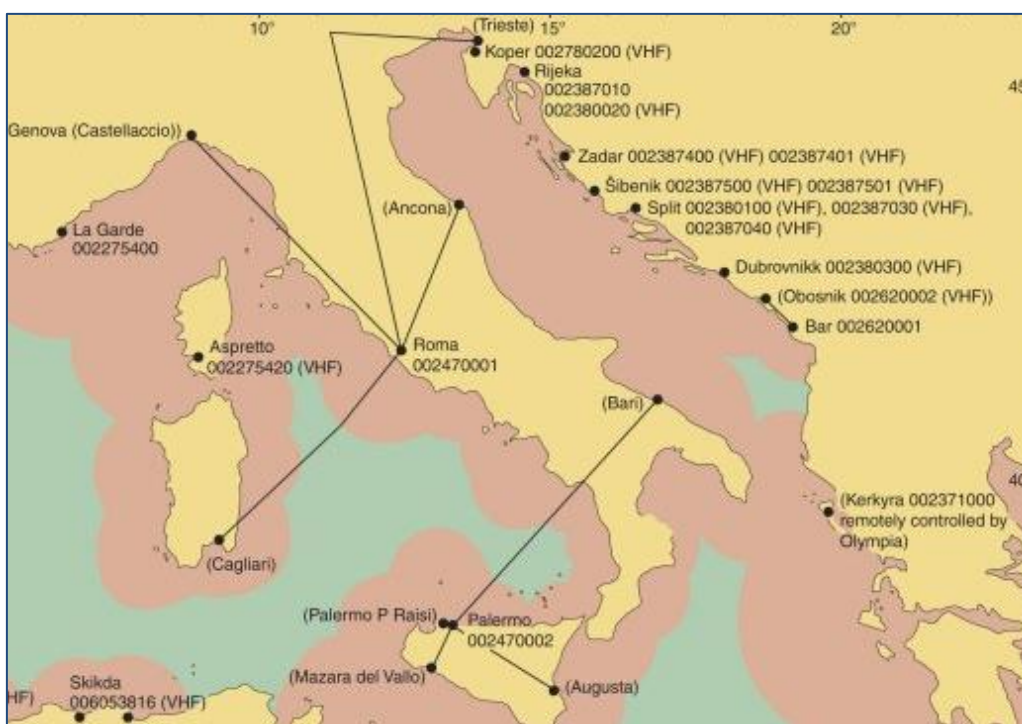 10°
15°
20°
(Trieste)
Koper 002780200 (VHF)
Rijeka
002387010
002380020 (VHF)
45
Genova (Castellaccio))
Zadar 002387400 (VHF) 002387401 (VHF)
Šibenik 002387500 (VHF) 002387501 (VHF)
(Ancona)
Split 002380100 (VHF), 002387030 (VHF),
002387040 (VHF)
La Garde
002275400
Dubrovnikk 002380300 (VHF)
(Obosnik 002620002 (VHF))
Bar 002620001
Aspretto
002275420 (VHF)
Roma
002470001
(Bari)
40
(Kerkyra 002371000
remotely controlled by
Olympia)
(Cagliari)
(Palermo P Raisi)
Palermo
002470002
(Mazara del Vallo)
(Augusta)
Skikda
006053816 (VHF)
HF)